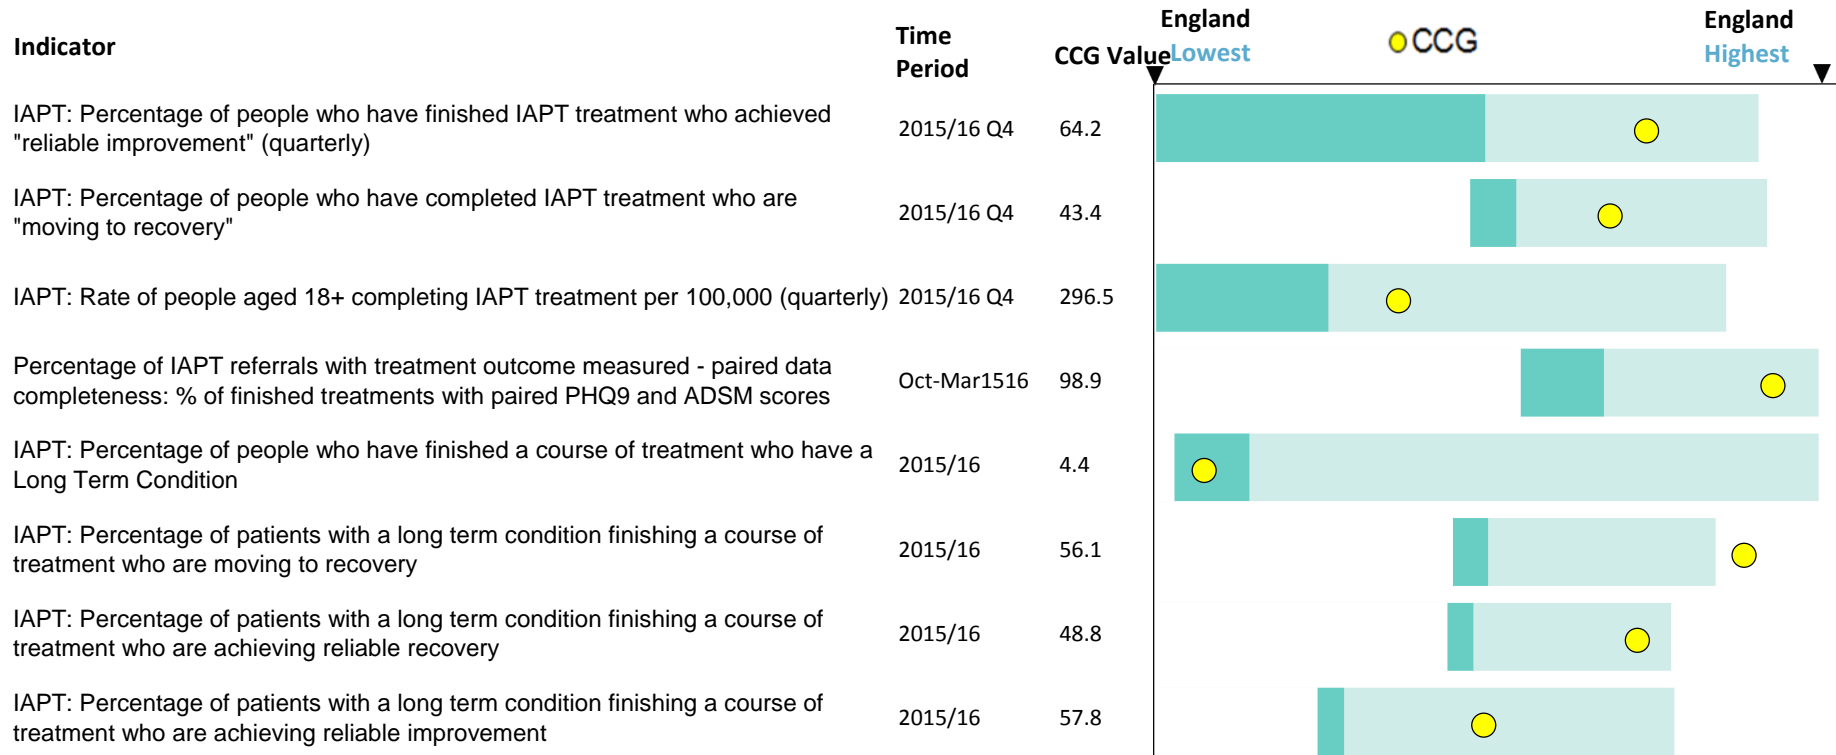 Indicator
Time
Period
CCG Value
England
Lowest
CCG
England
Highest
IAPT: Percentage of people who have finished IAPT treatment who achieved
"reliable improvement" (quarterly)
2015/16 Q4
64.2
IAPT: Percentage of people who have completed IAPT treatment who are
"moving to recovery"
2015/16 Q4
43.4
IAPT: Rate of people aged 18+ completing IAPT treatment per 100,000 (quarterly)
2015/16 Q4
296.5
Percentage of IAPT referrals with treatment outcome measured - paired data
completeness: % of finished treatments with paired PHQ9 and ADSM scores
Oct-Mar1516
98.9
IAPT: Percentage of people who have finished a course of treatment who have a
Long Term Condition
2015/16
4.4
IAPT: Percentage of patients with a long term condition finishing a course of
treatment who are moving to recovery
2015/16
56.1
IAPT: Percentage of patients with a long term condition finishing a course of
treatment who are achieving reliable recovery
2015/16
48.8
IAPT: Percentage of patients with a long term condition finishing a course of
treatment who are achieving reliable improvement
2015/16
57.8